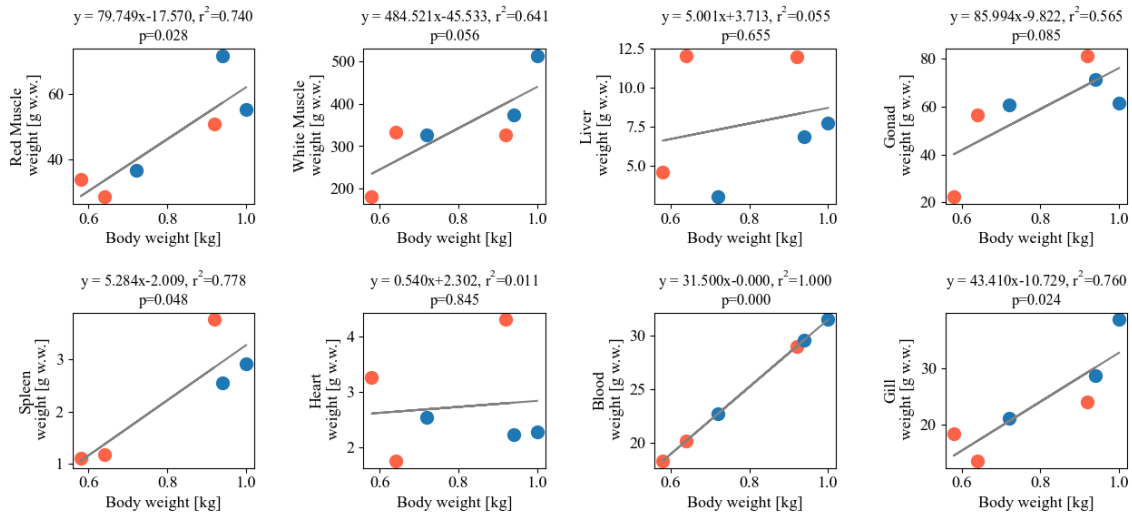 y = 79.749x-17.570, r²=0.740
p=0.028
60
40
Red Muscle
weight [g w.w.]
0.6
0.8
1.0
Body weight [kg]
y = 484.521x-45.533, r²=0.641
p=0.056
500
400
300
200
White Muscle
weight [g w.w.]
0.6
0.8
1.0
Body weight [kg]
y = 5.001x+3.713, r²=0.055
p=0.655
12.5
10.0
7.5
5.0
Liver
weight [g w.w.]
0.6
0.8
1.0
Body weight [kg]
y = 85.994x-9.822, r²=0.565
p=0.085
80
60
40
20
Gonad
weight [g w.w.]
0.6
0.8
1.0
Body weight [kg]
y = 5.284x-2.009, r²=0.778
p=0.048
3
2
1
Spleen
weight [g w.w.]
0.6
0.8
1.0
Body weight [kg]
y = 0.540x+2.302, r²=0.011
p=0.845
4
3
2
Heart
weight [g w.w.]
0.6
0.8
1.0
Body weight [kg]
y = 31.500x-0.000, r²=1.000
p=0.000
30
25
20
Blood
weight [g w.w.]
0.6
0.8
1.0
Body weight [kg]
y = 43.410x-10.729, r²=0.760
p=0.024
30
20
Gill
weight [g w.w.]
0.6
0.8
1.0
Body weight [kg]